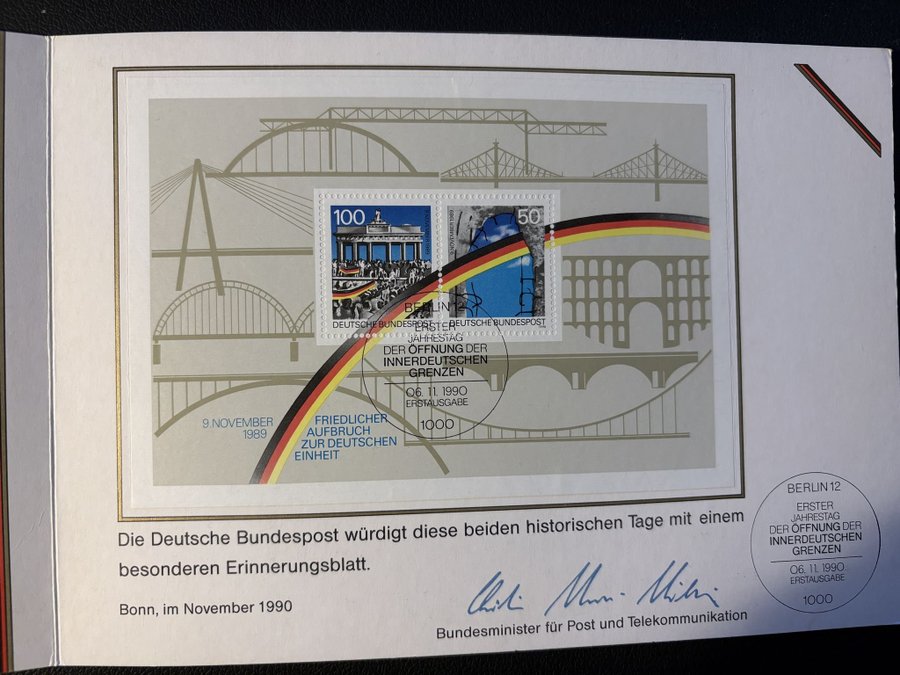 100
50
NOVEMBER 1989
DEUTSCHE BUNDESPOST
DEUTSCHE BUNDESPOST
BERLIN 12
ERSTER
JAHRESTAG
DER ÖFFNUNG DER
INNERDEUTSCHEN
GRENZEN
06.11.1990
ERSTAUSGABE
1000
9.NOVEMBER
1989
FRIEDLICHER
AUFBRUCH
ZUR DEUTSCHEN
EINHEIT
Die Deutsche Bundespost würdigt diese beiden historischen Tage mit einem
besonderen Erinnerungsblatt.
Bonn, im November 1990
Bundesminister für Post und Telekommunikation
BERLIN 12
ERSTER
JAHRESTAG
DER ÖFFNUNG DER
INNERDEUTSCHEN
GRENZEN
06.11.1990
ERSTAUSGABE
1000